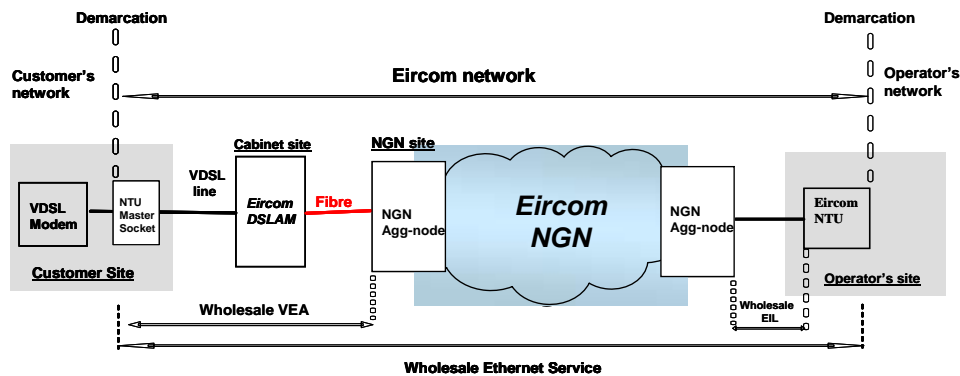 Demarcation
Demarcation
Customer's
network
Eircom network
Operator's
network
Cabinet site
NGN site
VDSL
line
VDSL
Modem
NTU
Master
Socket
Eircom
DSLAM
Fibre
NGN
Agg-node
Eircom
NGN
NGN
Agg-node
Eircom
NTU
Customer Site
Operator's site
Wholesale VEA
Wholesale
EIL
Wholesale Ethernet Service